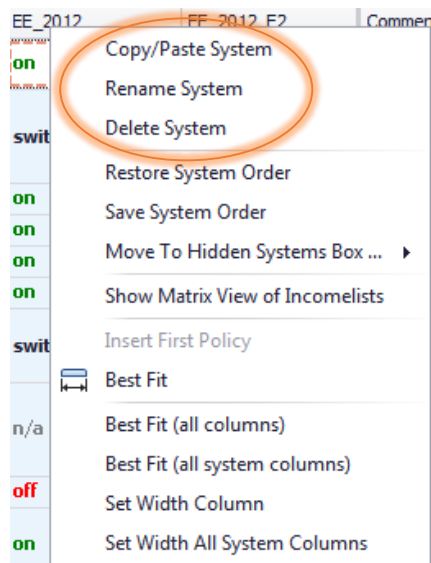 EE_2012 EE_2012_E2 Commen
on
Copy/Paste System
Rename System
swit
Delete System
Restore System Order
on
Save System Order
on
on
Move To Hidden Systems Box ...
on
Show Matrix View of Incomelists
swit
Insert First Policy
Best Fit
n/a
Best Fit (all columns)
Best Fit (all system columns)
off
Set Width Column
on
Set Width All System Columns